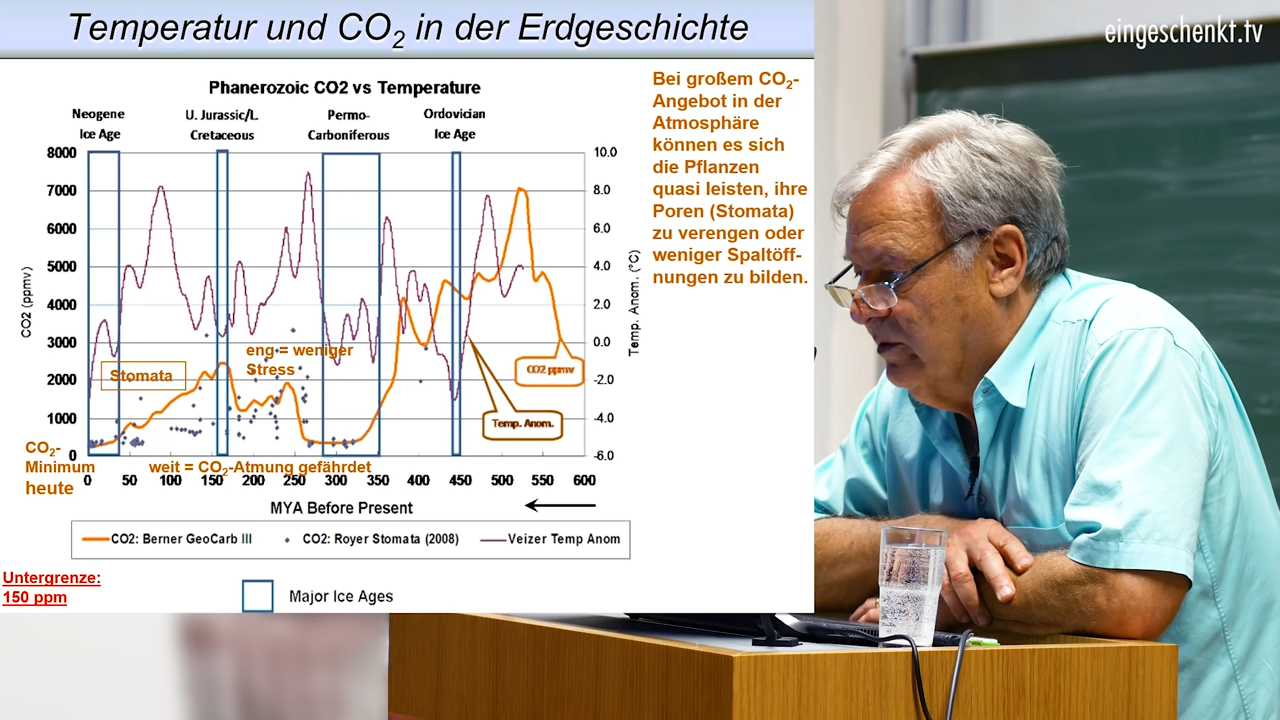 Temperatur und CO2 in der Erdgeschichte
eingeschenkt.tv
Phanerozoic CO2 vs Temperature
Neogene
Ice Age
U. Jurassic/L.
Cretaceous
Permo-
Carboniferous
Ordovician
Ice Age
8000
7000
6000
5000
4000
3000
2000
1000
0
CO2 (ppmv)
10.0
8.0
6.0
4.0
2.0
0.0
-2.0
-4.0
-6.0
Temp. Anom. (°C)
Stomata
eng = weniger
Stress
CO2 ppmv
Temp. Anom.
CO2-
Minimum
heute
weit = CO2-Atmung gefährdet
0 50 100 150 200 250 300 350 400 450 500 550 600
MYA Before Present
CO2: Berner GeoCarb III
CO2: Royer Stomata (2008)
Veizer Temp Anom
Major Ice Ages
Untergrenze:
150 ppm
Bei großem CO2-
Angebot in der
Atmosphäre
können es sich
die Pflanzen
quasi leisten, ihre
Poren (Stomata)
zu verengen oder
weniger Spaltöff-
nungen zu bilden.